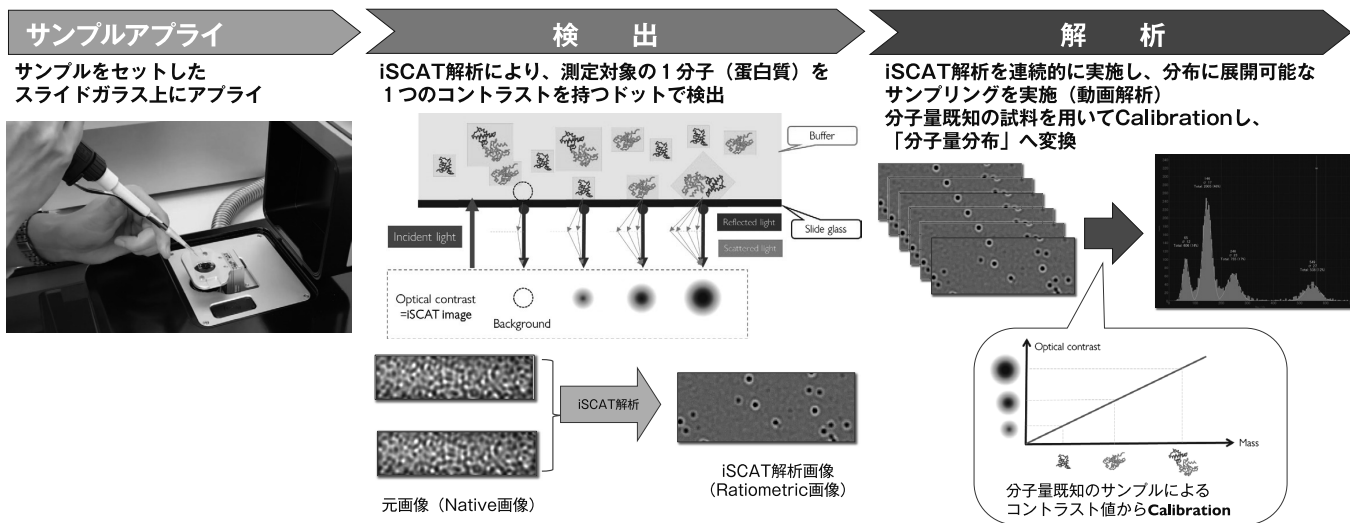 サンプルアプライ
サンプルをセットした
スライドガラス上にアプライ
検 出
iSCAT解析により、測定対象の1分子（蛋白質）を
1つのコントラストを持つドットで検出
Buffer
Slide glass
Incident light
Reflected light
Scattered light
Optical contrast
=iSCAT image
Background
iSCAT解析
元画像（Native画像）
iSCAT解析画像
（Ratiometric画像）
解 析
iSCAT解析を連続的に実施し、分布に展開可能な
サンプリングを実施（動画解析）
分子量既知の試料を用いてCalibrationし、
「分子量分布」へ変換
Optical contrast
Mass
分子量既知のサンプルによる
コントラスト値からCalibration